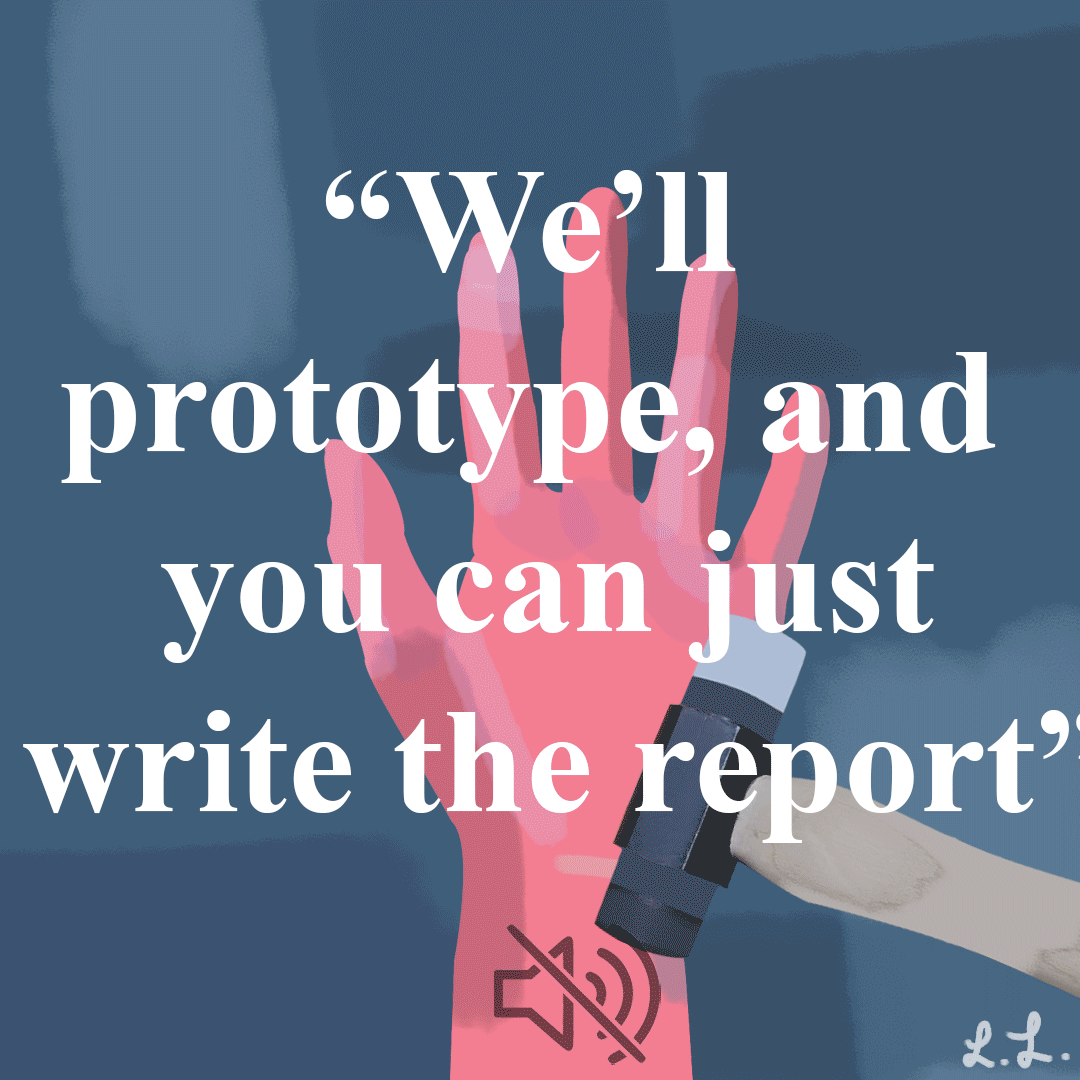 “We’ll
prototype, and
you can just
write the report”
L.L.